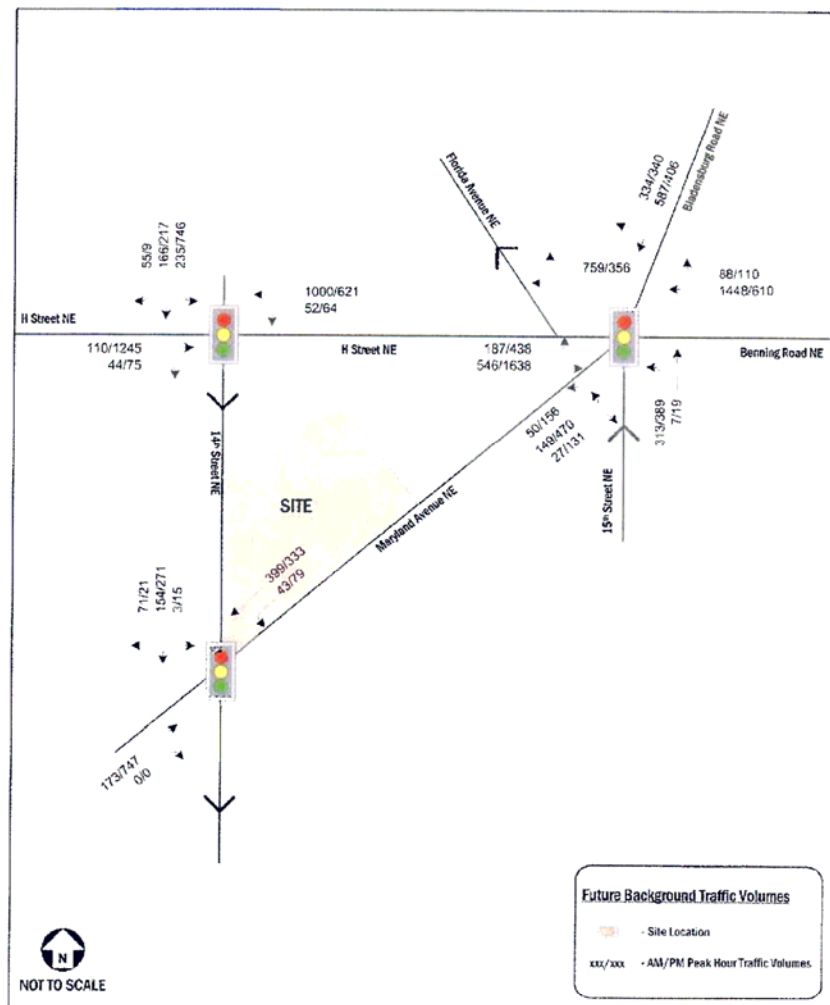 Florida Avenue NE
Bladensburg Road NE
334/340
587/406
759/356
88/110
1448/610
55/9
166/217
235/746
1000/621
52/64
H Street NE
H Street NE
Benning Road NE
110/1245
44/75
187/438
546/1638
50/156
149/470
27/131
313/389
7/19
14th Street NE
15th Street NE
Maryland Avenue NE
SITE
399/333
43/79
71/21
154/271
3/15
173/747
0/0
N
NOT TO SCALE
Future Background Traffic Volumes
- Site Location
xxx/xxx - AM/PM Peak Hour Traffic Volumes